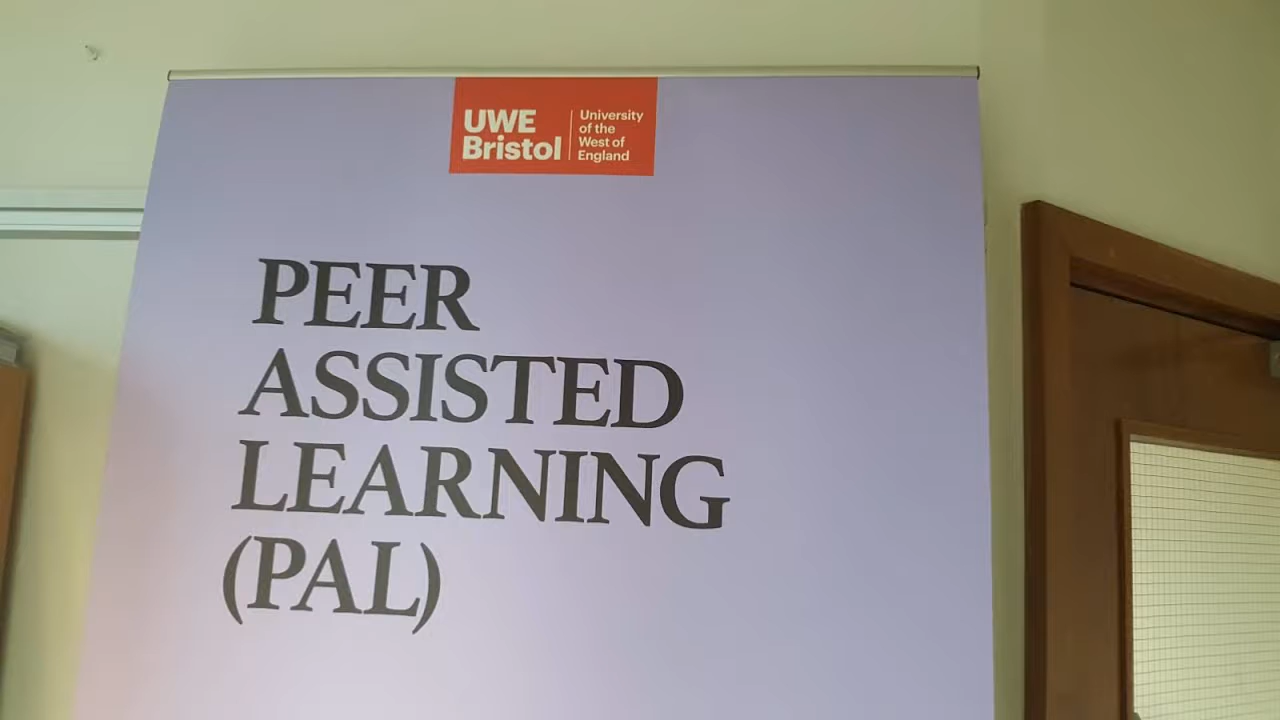 UWE
Bristol
University
of the
West of
England
PEER
ASSISTED
LEARNING
(PAL)